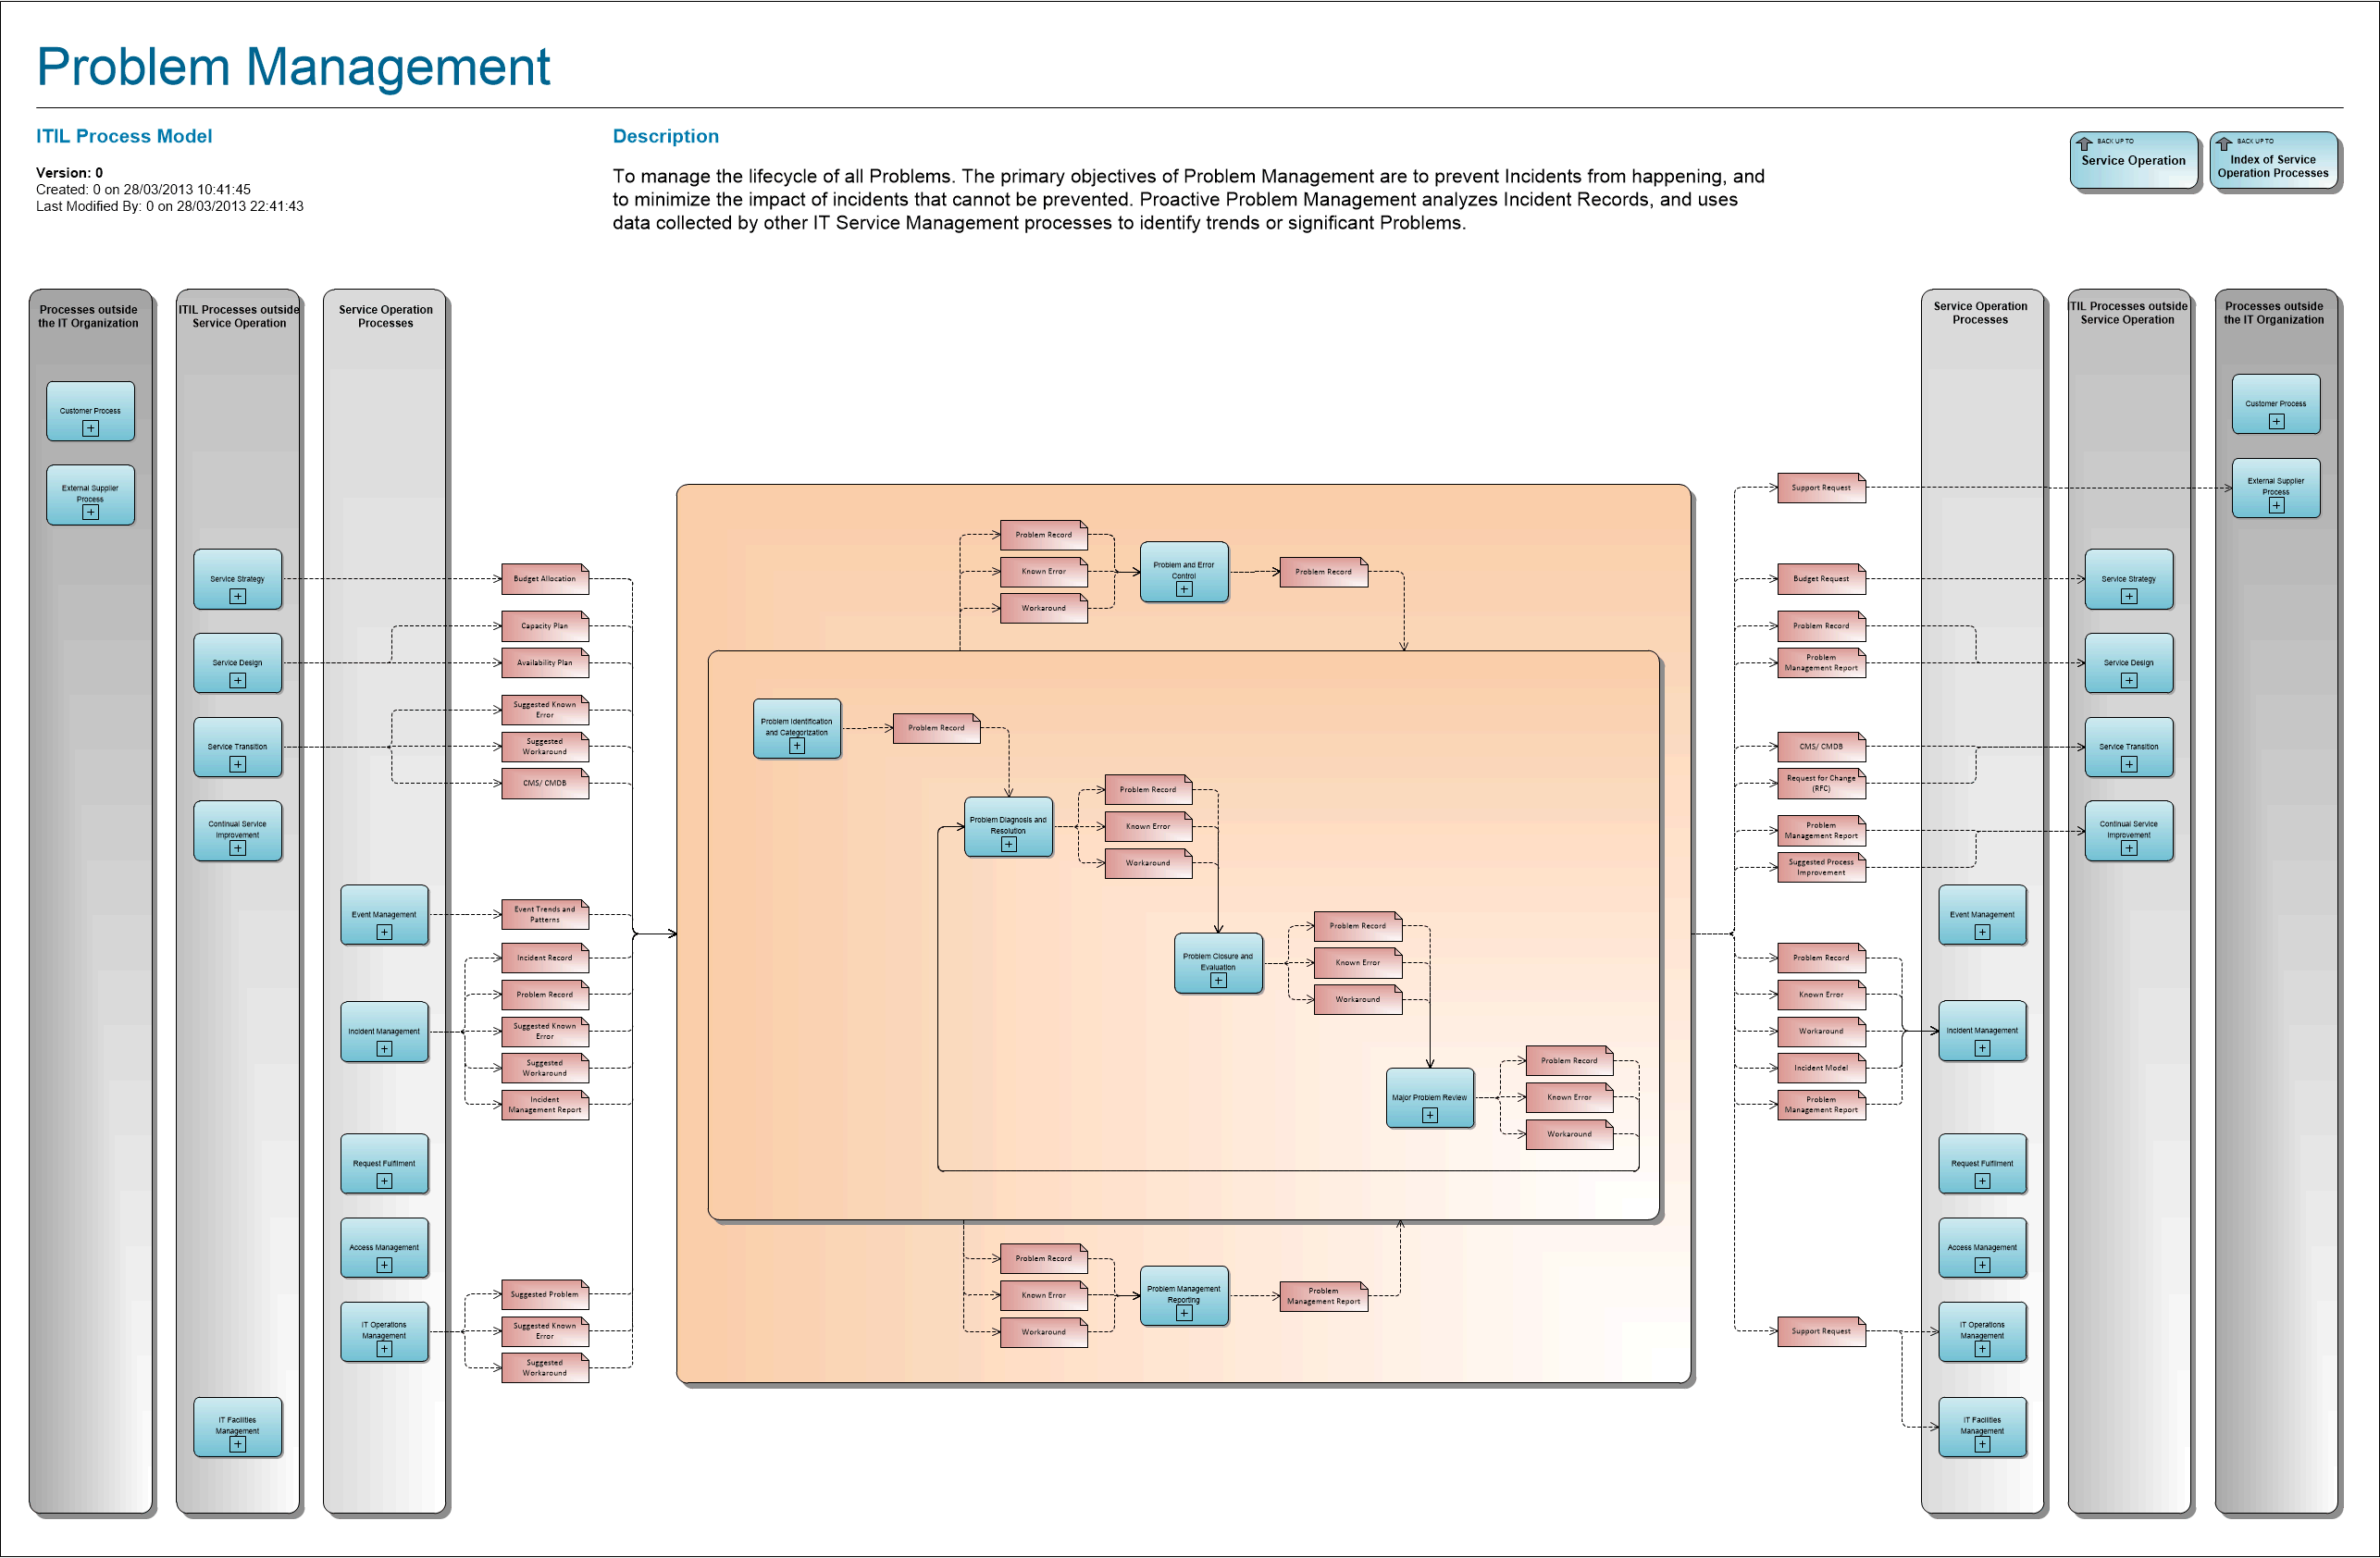 Problem Management
ITIL Process Model
Version: 0
Created: 0 on 28/03/2013 10:41:45
Last Modified By: 0 on 28/03/2013 22:41:43
Description
To manage the lifecycle of all Problems. The primary objectives of Problem Management are to prevent Incidents from happening, and
to minimize the impact of incidents that cannot be prevented. Proactive Problem Management analyzes Incident Records, and uses
data collected by other IT Service Management processes to identify trends or significant Problems.
BACK UP TO
Service Operation
BACK UP TO
Index of Service
Operation Processes
Processes outside
the IT Organization
Customer Process
External Supplier
Process
ITIL Processes outside
Service Operation
Service Strategy
Service Design
Service Transition
Continual Service
Improvement
IT Facilities
Management
Service Operation
Processes
Event Management
Incident Management
Request Fulfilment
Access Management
IT Operations
Management
Budget Allocation
Capacity Plan
Availability Plan
Suggested Known
Error
Suggested
Workaround
CMS/ CMDB
Event Trends and
Patterns
Incident Record
Problem Record
Suggested Known
Error
Suggested
Workaround
Incident
Management Report
Suggested Problem
Suggested Known
Error
Suggested
Workaround
Problem Record
Known Error
Workaround
Problem and Error
Control
Problem Record
Problem Identification
and Categorization
Problem Record
Problem Diagnosis and
Resolution
Problem Record
Known Error
Workaround
Problem Closure and
Evaluation
Problem Record
Known Error
Workaround
Major Problem Review
Problem Record
Known Error
Workaround
Problem Record
Known Error
Workaround
Problem Management
Reporting
Problem
Management Report
Support Request
Budget Request
Problem Record
Problem
Management Report
CMS/ CMDB
Request for Change
(RFC)
Problem
Management Report
Suggested Process
Improvement
Problem Record
Known Error
Workaround
Incident Model
Problem
Management Report
Support Request
Service Operation
Processes
Event Management
Incident Management
Request Fulfilment
Access Management
IT Operations
Management
IT Facilities
Management
ITIL Processes outside
Service Operation
Service Strategy
Service Design
Service Transition
Continual Service
Improvement
Processes outside
the IT Organization
Customer Process
External Supplier
Process